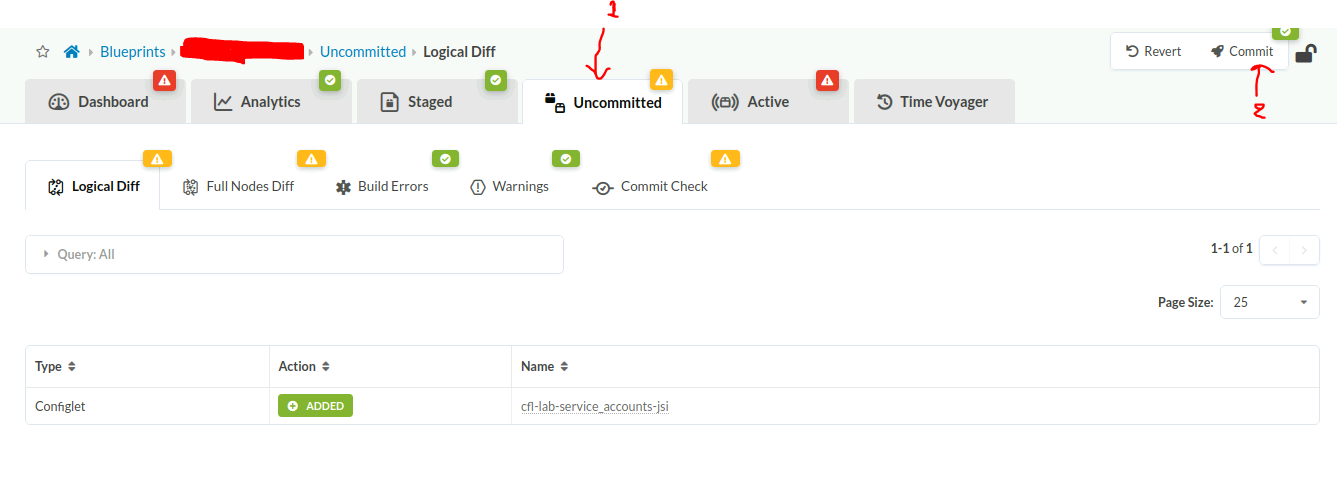 1
Blueprints Uncommitted Logical Diff
Revert Commit
2
Dashboard Analytics Staged Uncommitted Active Time Voyager
Logical Diff Full Nodes Diff Build Errors Warnings Commit Check
Query: All
1-1 of 1
Page Size: 25
Type Action Name
Configlet ADDED cfl-lab-service_accounts-jsi